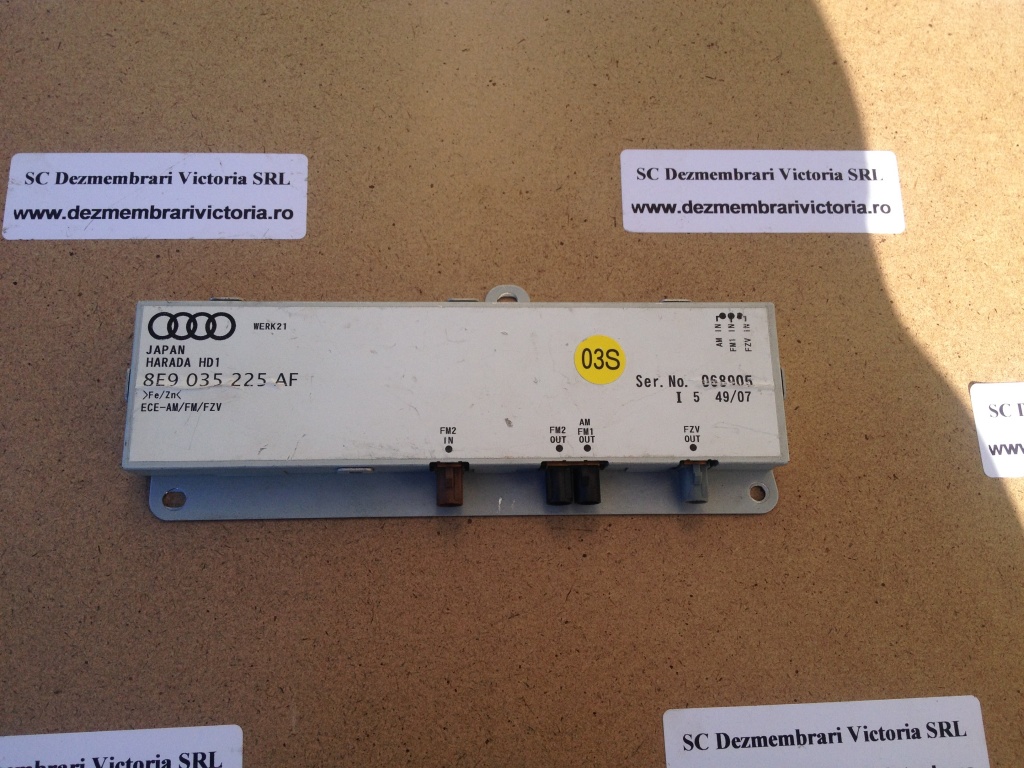 SC Dezmembrari Victoria SRL
www.dezmembrarivictoria.ro
SC Dezmembrari Victoria SRL
www.dezmembrarivictoria.ro
WERK21
JAPAN
HARADA HD1
8E9 035 225 AF
>Fe/Zn<
ECE-AM/FM/FZV
03S
AM IN
FM1 IN
FZV IN
Ser. No. 068905
I 5 49/07
FM2
IN
FM2
OUT
AM
FM1
OUT
FZV
OUT
SC
SC Dezmembrari Victoria SRL
Victoria SRL